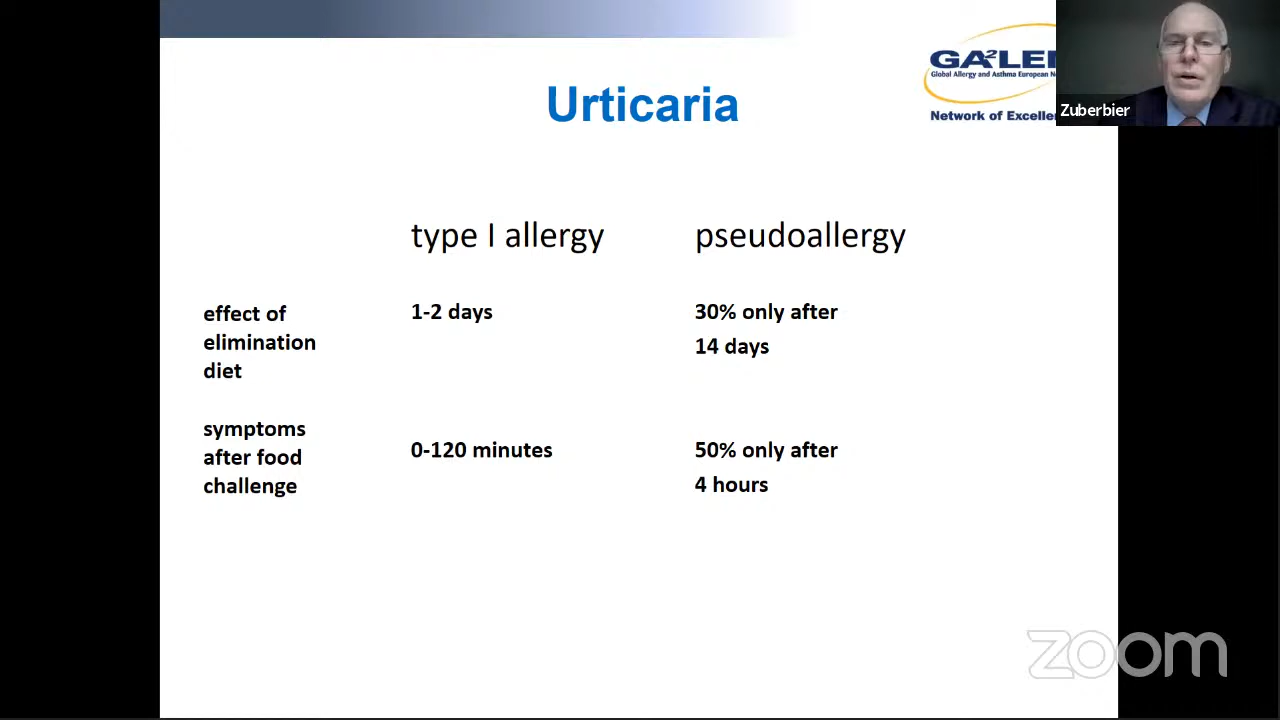 GA²LE
Global Allergy and Asthma European
Network of Excelle
Zuberbier
Urticaria
type I allergy pseudoallergy
effect of
elimination
diet
1-2 days
30% only after
14 days
symptoms
after food
challenge
0-120 minutes
50% only after
4 hours
zoom